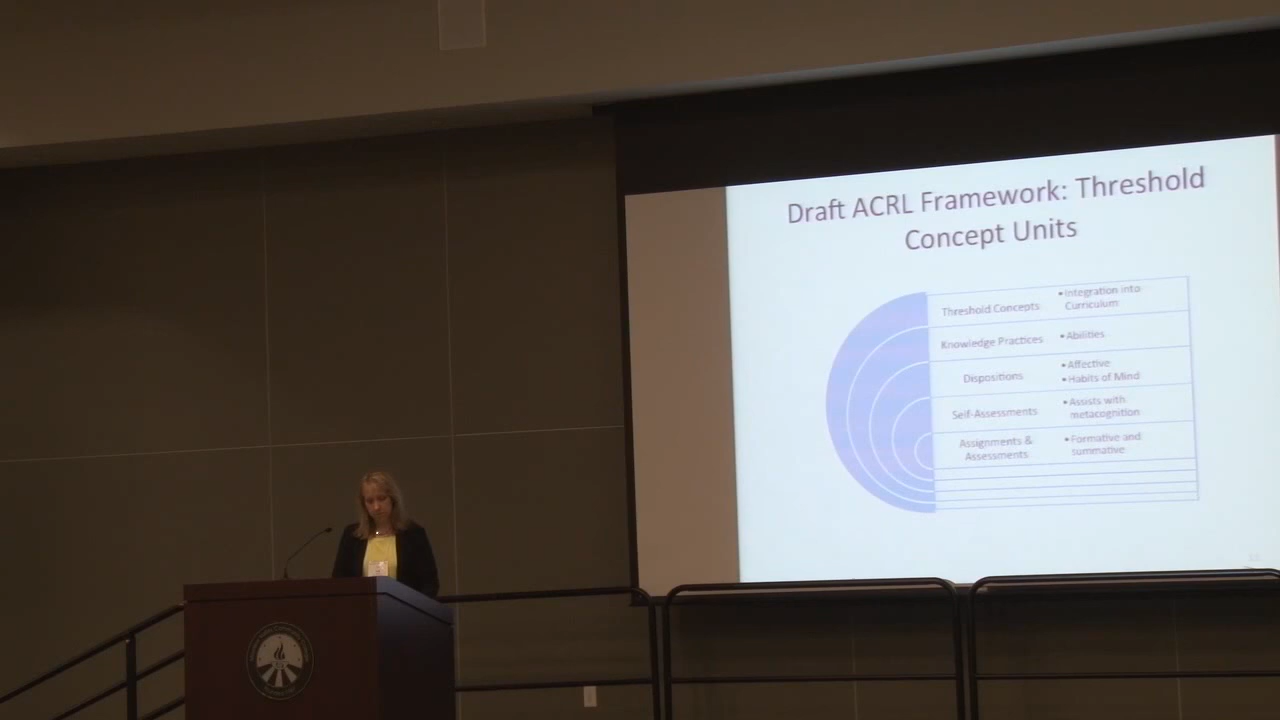 Draft ACRL Framework: Threshold
Concept Units
Threshold Concepts
• Integration into
Curriculum
Knowledge Practices
• Abilities
Dispositions
• Affective
• Habits of Mind
Self-Assessments
• Assists with
metacognition
Assignments &
Assessments
• Formative and
summative